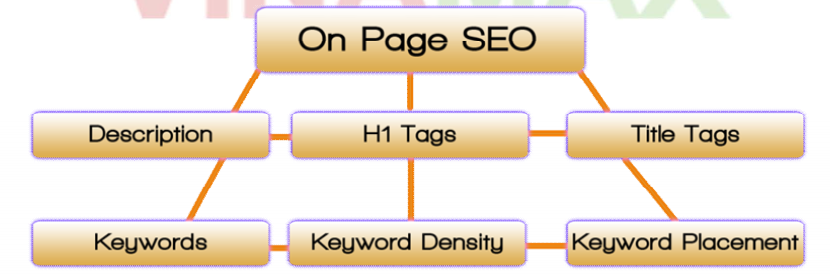 On Page SEO
Description
H1 Tags
Title Tags
Keywords
Keyword Density
Keyword Placement